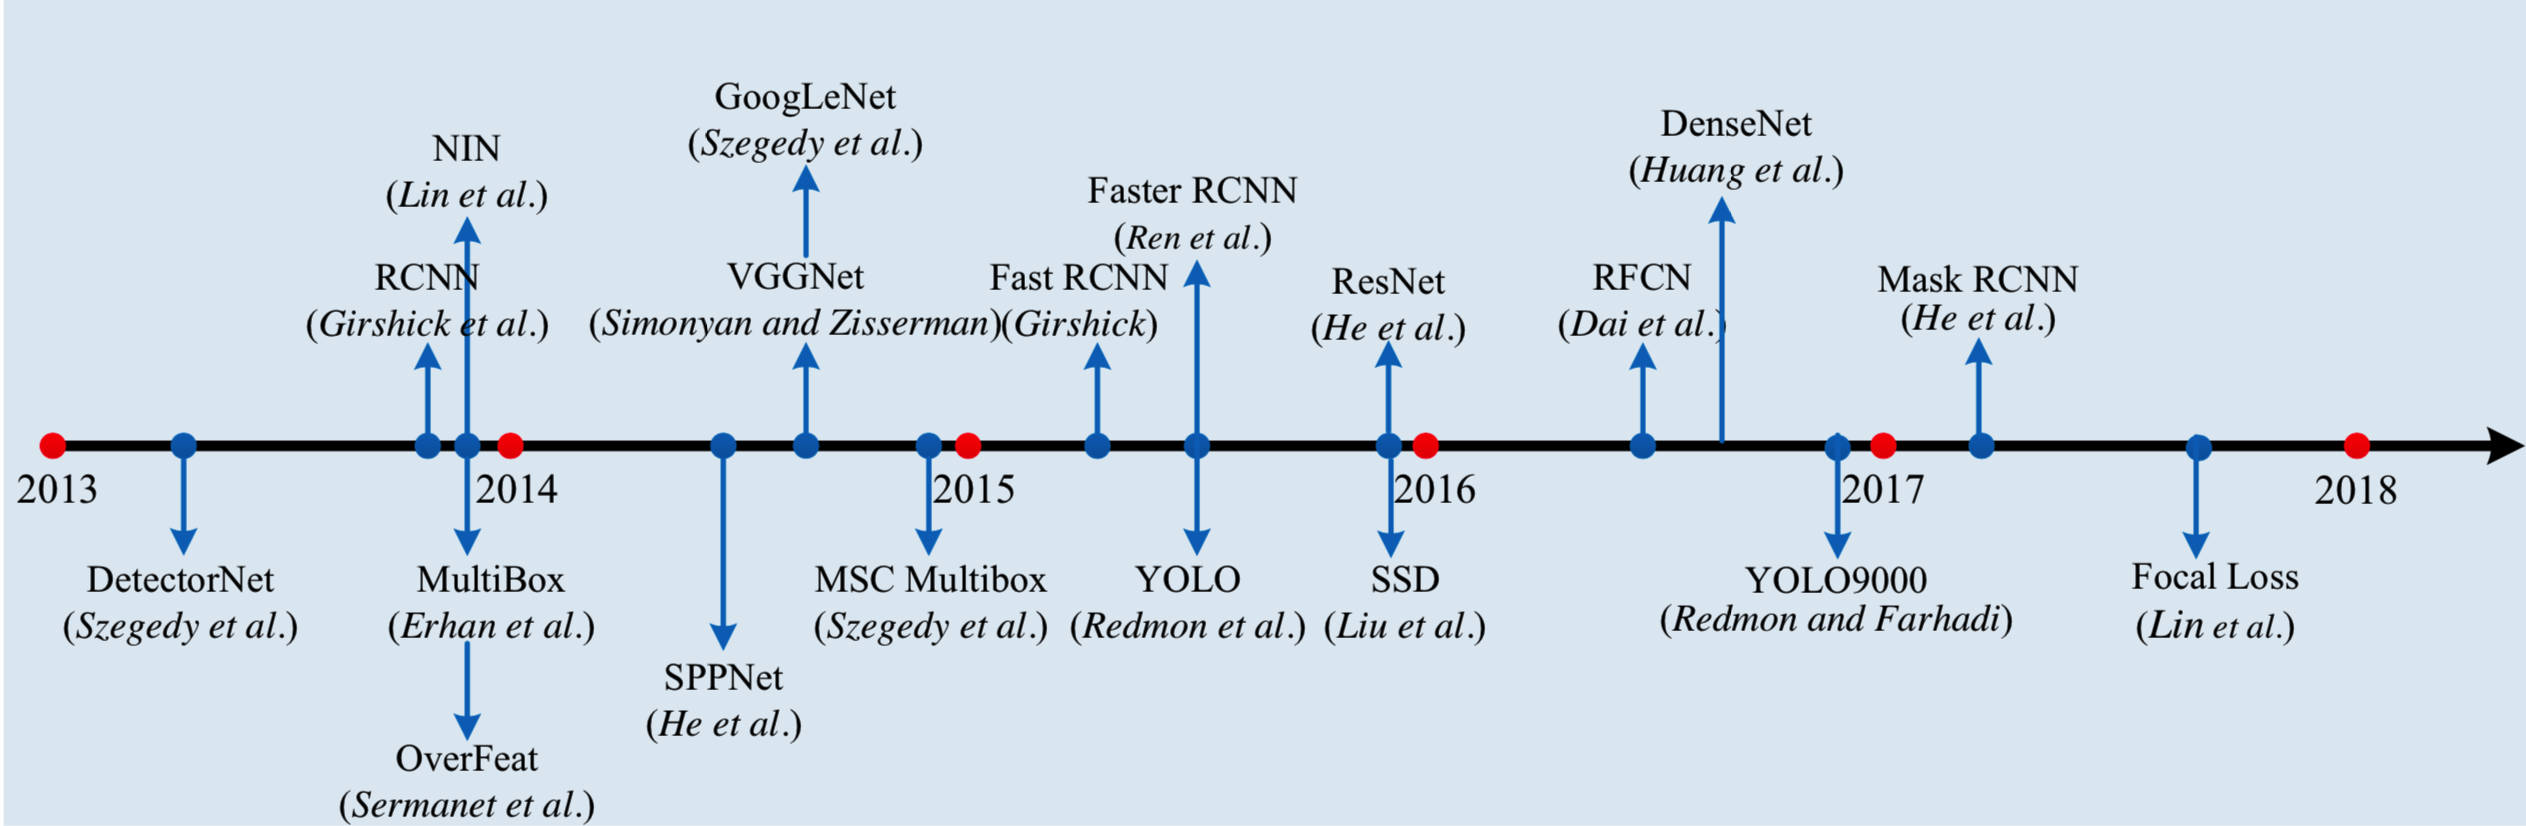 GoogLeNet
(Szegedy et al.)
DenseNet
(Huang et al.)
NIN
(Lin et al.)
Faster RCNN
(Ren et al.)
RCNN
(Girshick et al.)
VGGNet
(Simonyan and Zisserman)
Fast RCNN
(Girshick)
ResNet
(He et al.)
RFCN
(Dai et al.)
Mask RCNN
(He et al.)
2013
2014
2015
2016
2017
2018
DetectorNet
(Szegedy et al.)
MultiBox
(Erhan et al.)
MSC Multibox
(Szegedy et al.)
YOLO
(Redmon et al.)
SSD
(Liu et al.)
YOLO9000
(Redmon and Farhadi)
Focal Loss
(Lin et al.)
SPPNet
(He et al.)
OverFeat
(Sermanet et al.)